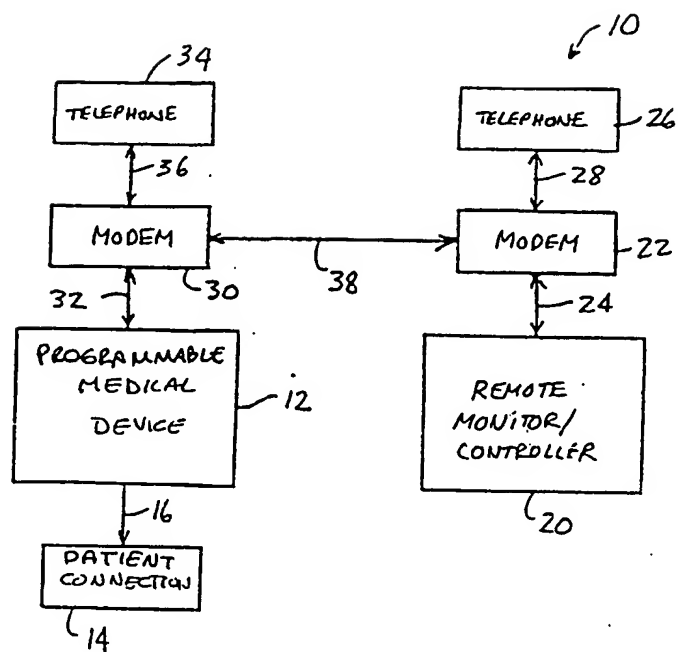 10
34
TELEPHONE
TELEPHONE
26
36
28
MODEM
MODEM
22
38
32
30
24
PROGRAMMABLE
MEDICAL
DEVICE
12
REMOTE
MONITOR/
CONTROLLER
16
20
PATIENT
CONNECTION
14